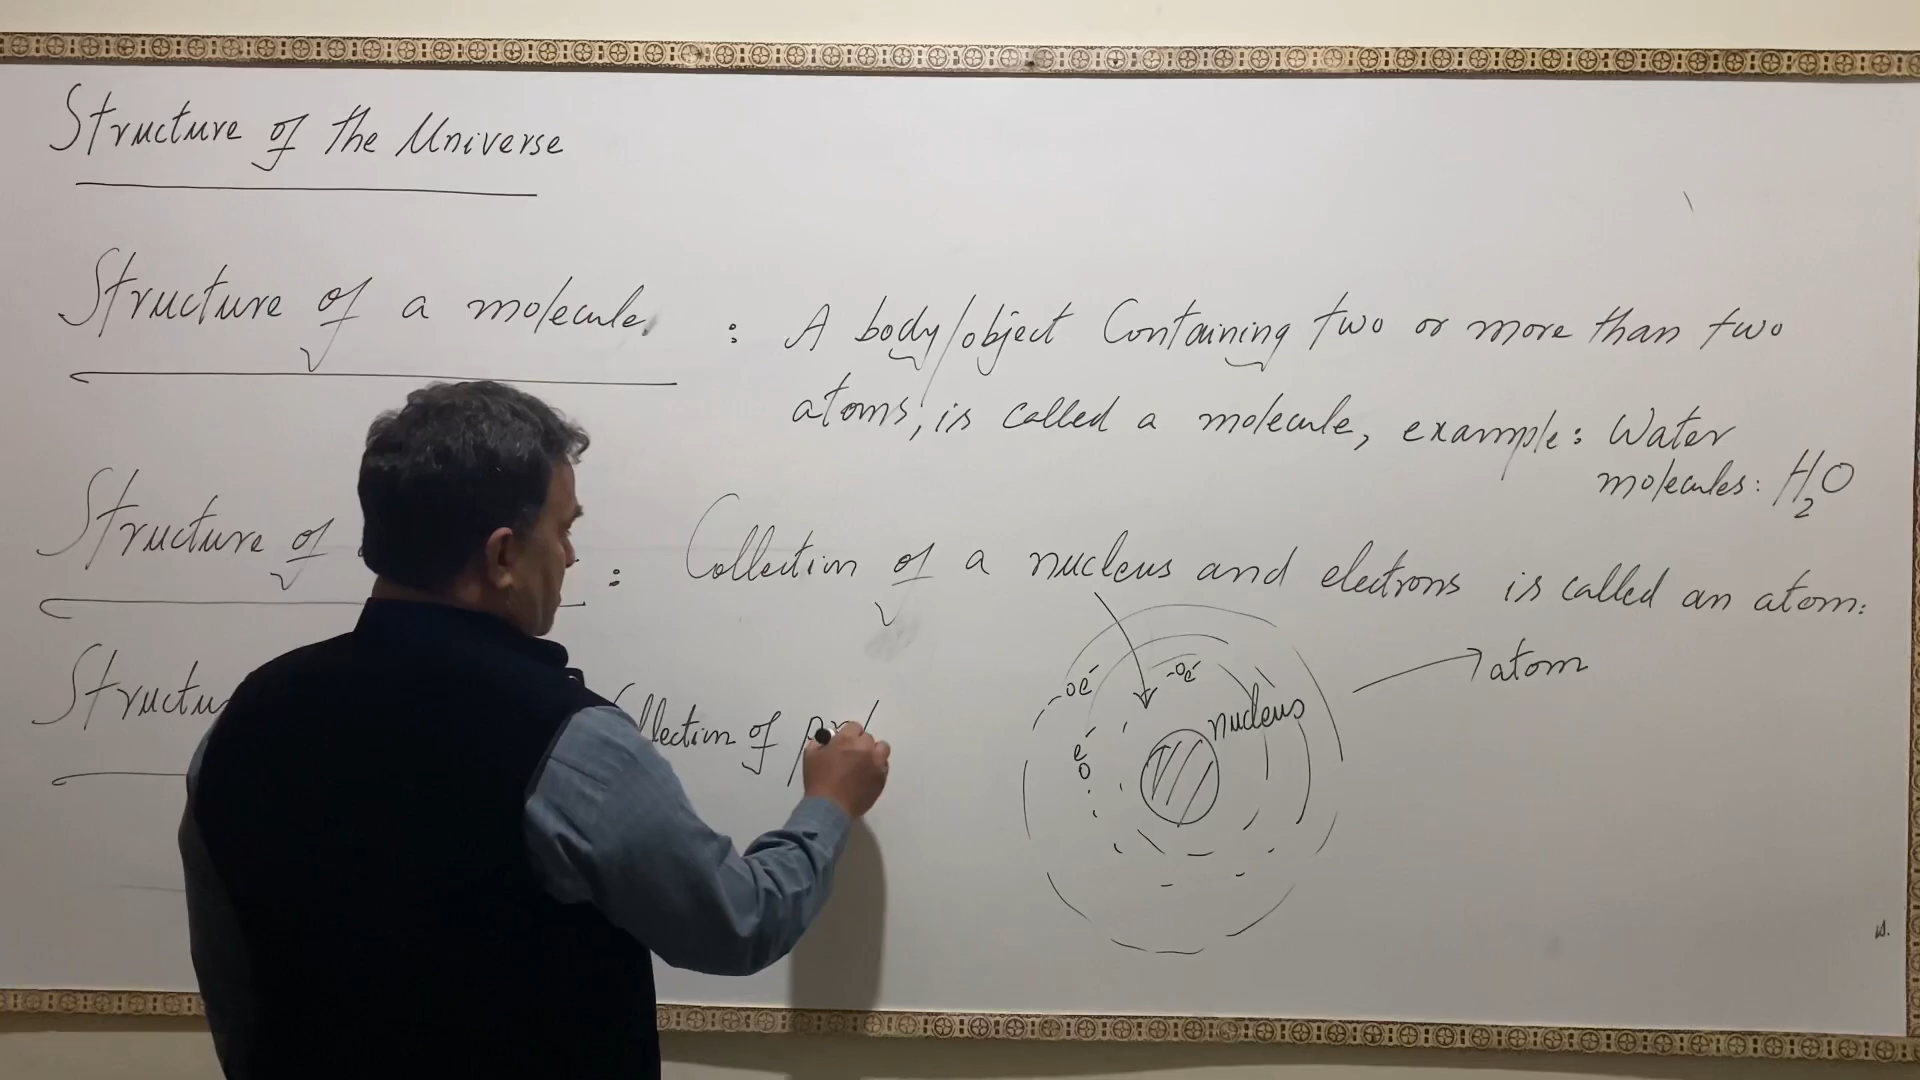 Structure of the Universe
Structure of a molecule : A body/object Containing two or more than two
atoms, is called a molecule, example: Water
molecules: H2O
Structure of : Collection of a nucleus and electrons is called an atom.
e-
e-
atom
nucleus
Collection of
e-